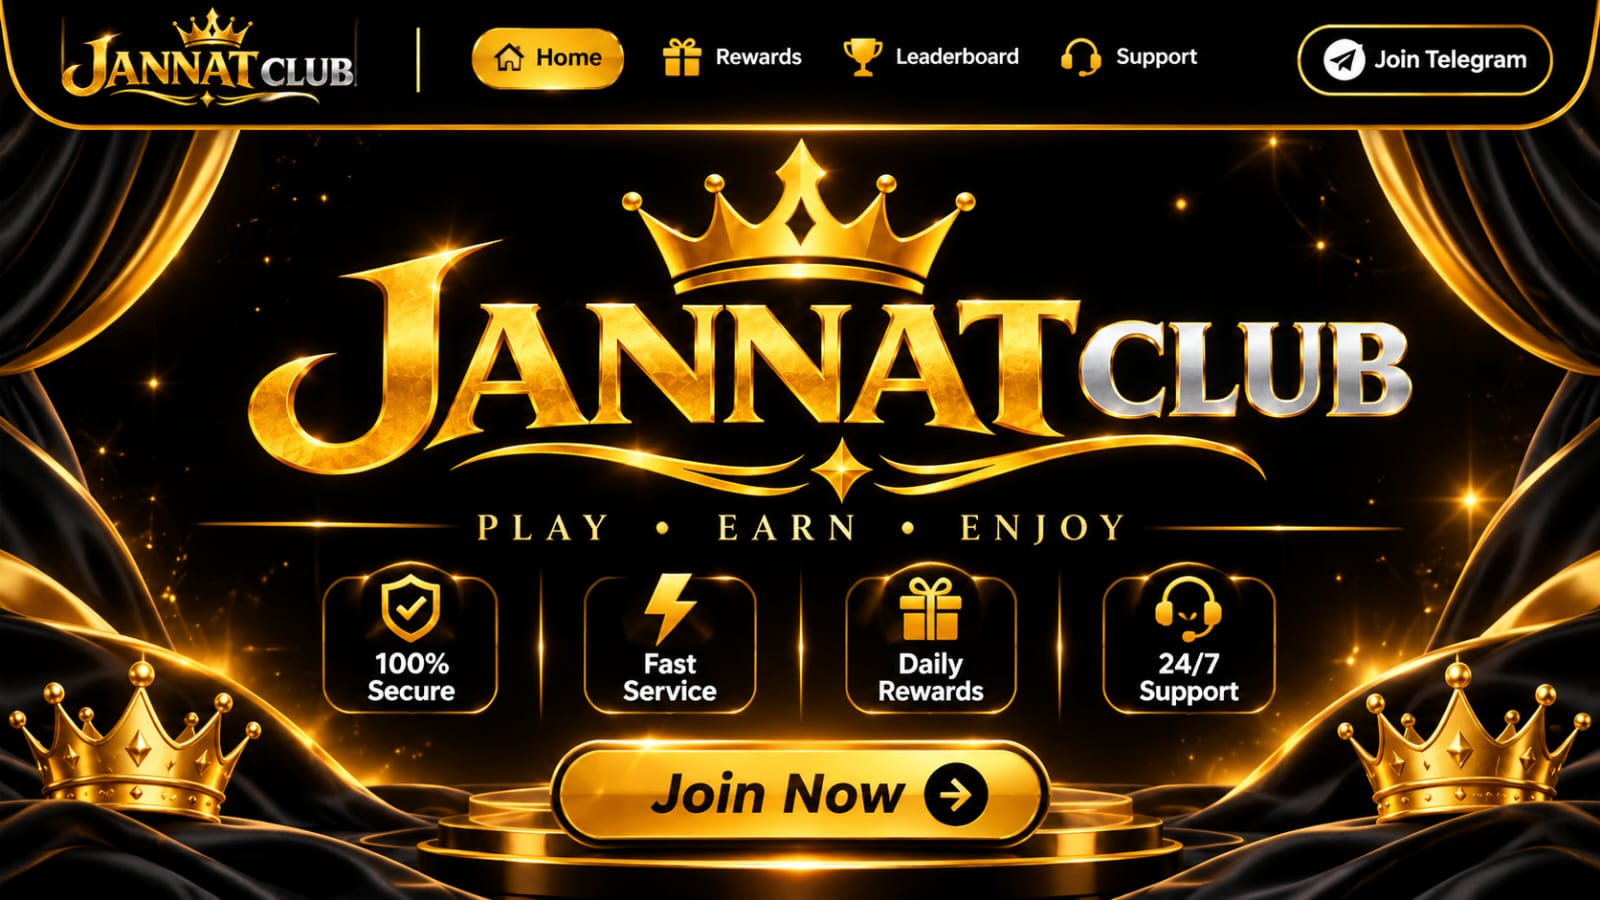 JANNAT CLUB
Home
Rewards
Leaderboard
Support
Join Telegram
JANNAT CLUB
PLAY • EARN • ENJOY
100%
Secure
Fast
Service
Daily
Rewards
24/7
Support
Join Now